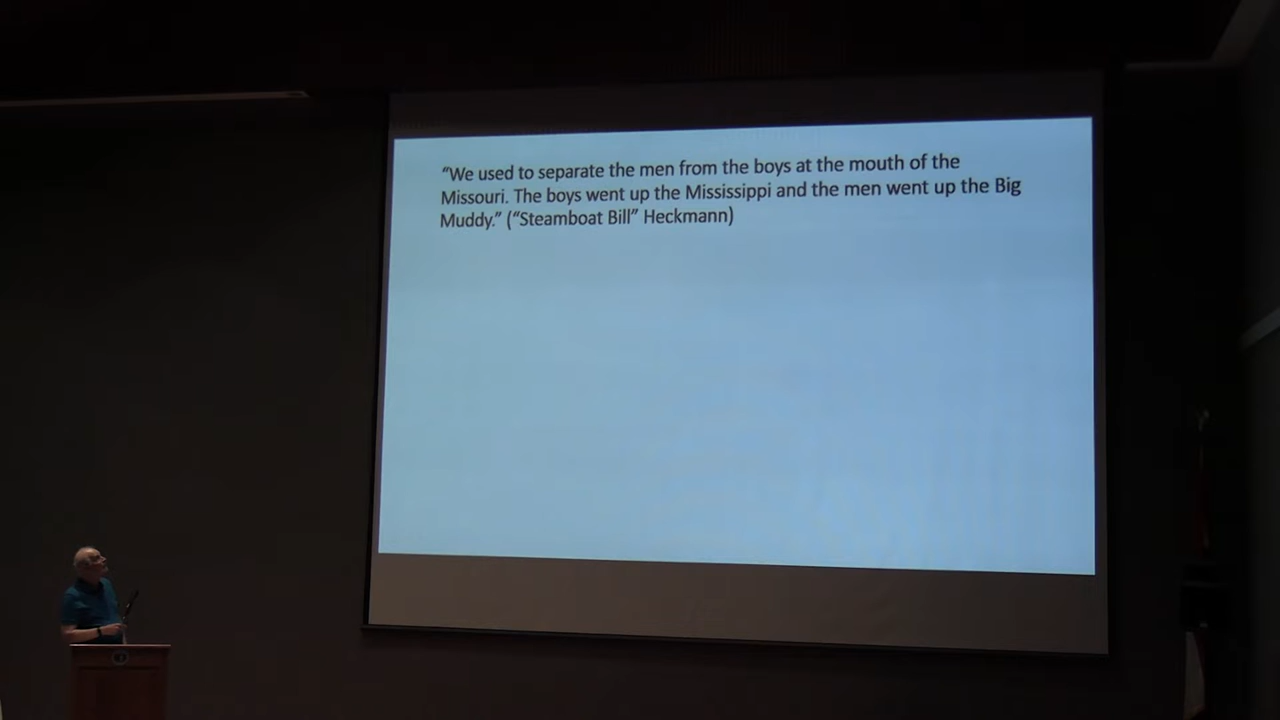 “We used to separate the men from the boys at the mouth of the
Missouri. The boys went up the Mississippi and the men went up the Big
Muddy.” (“Steamboat Bill” Heckmann)